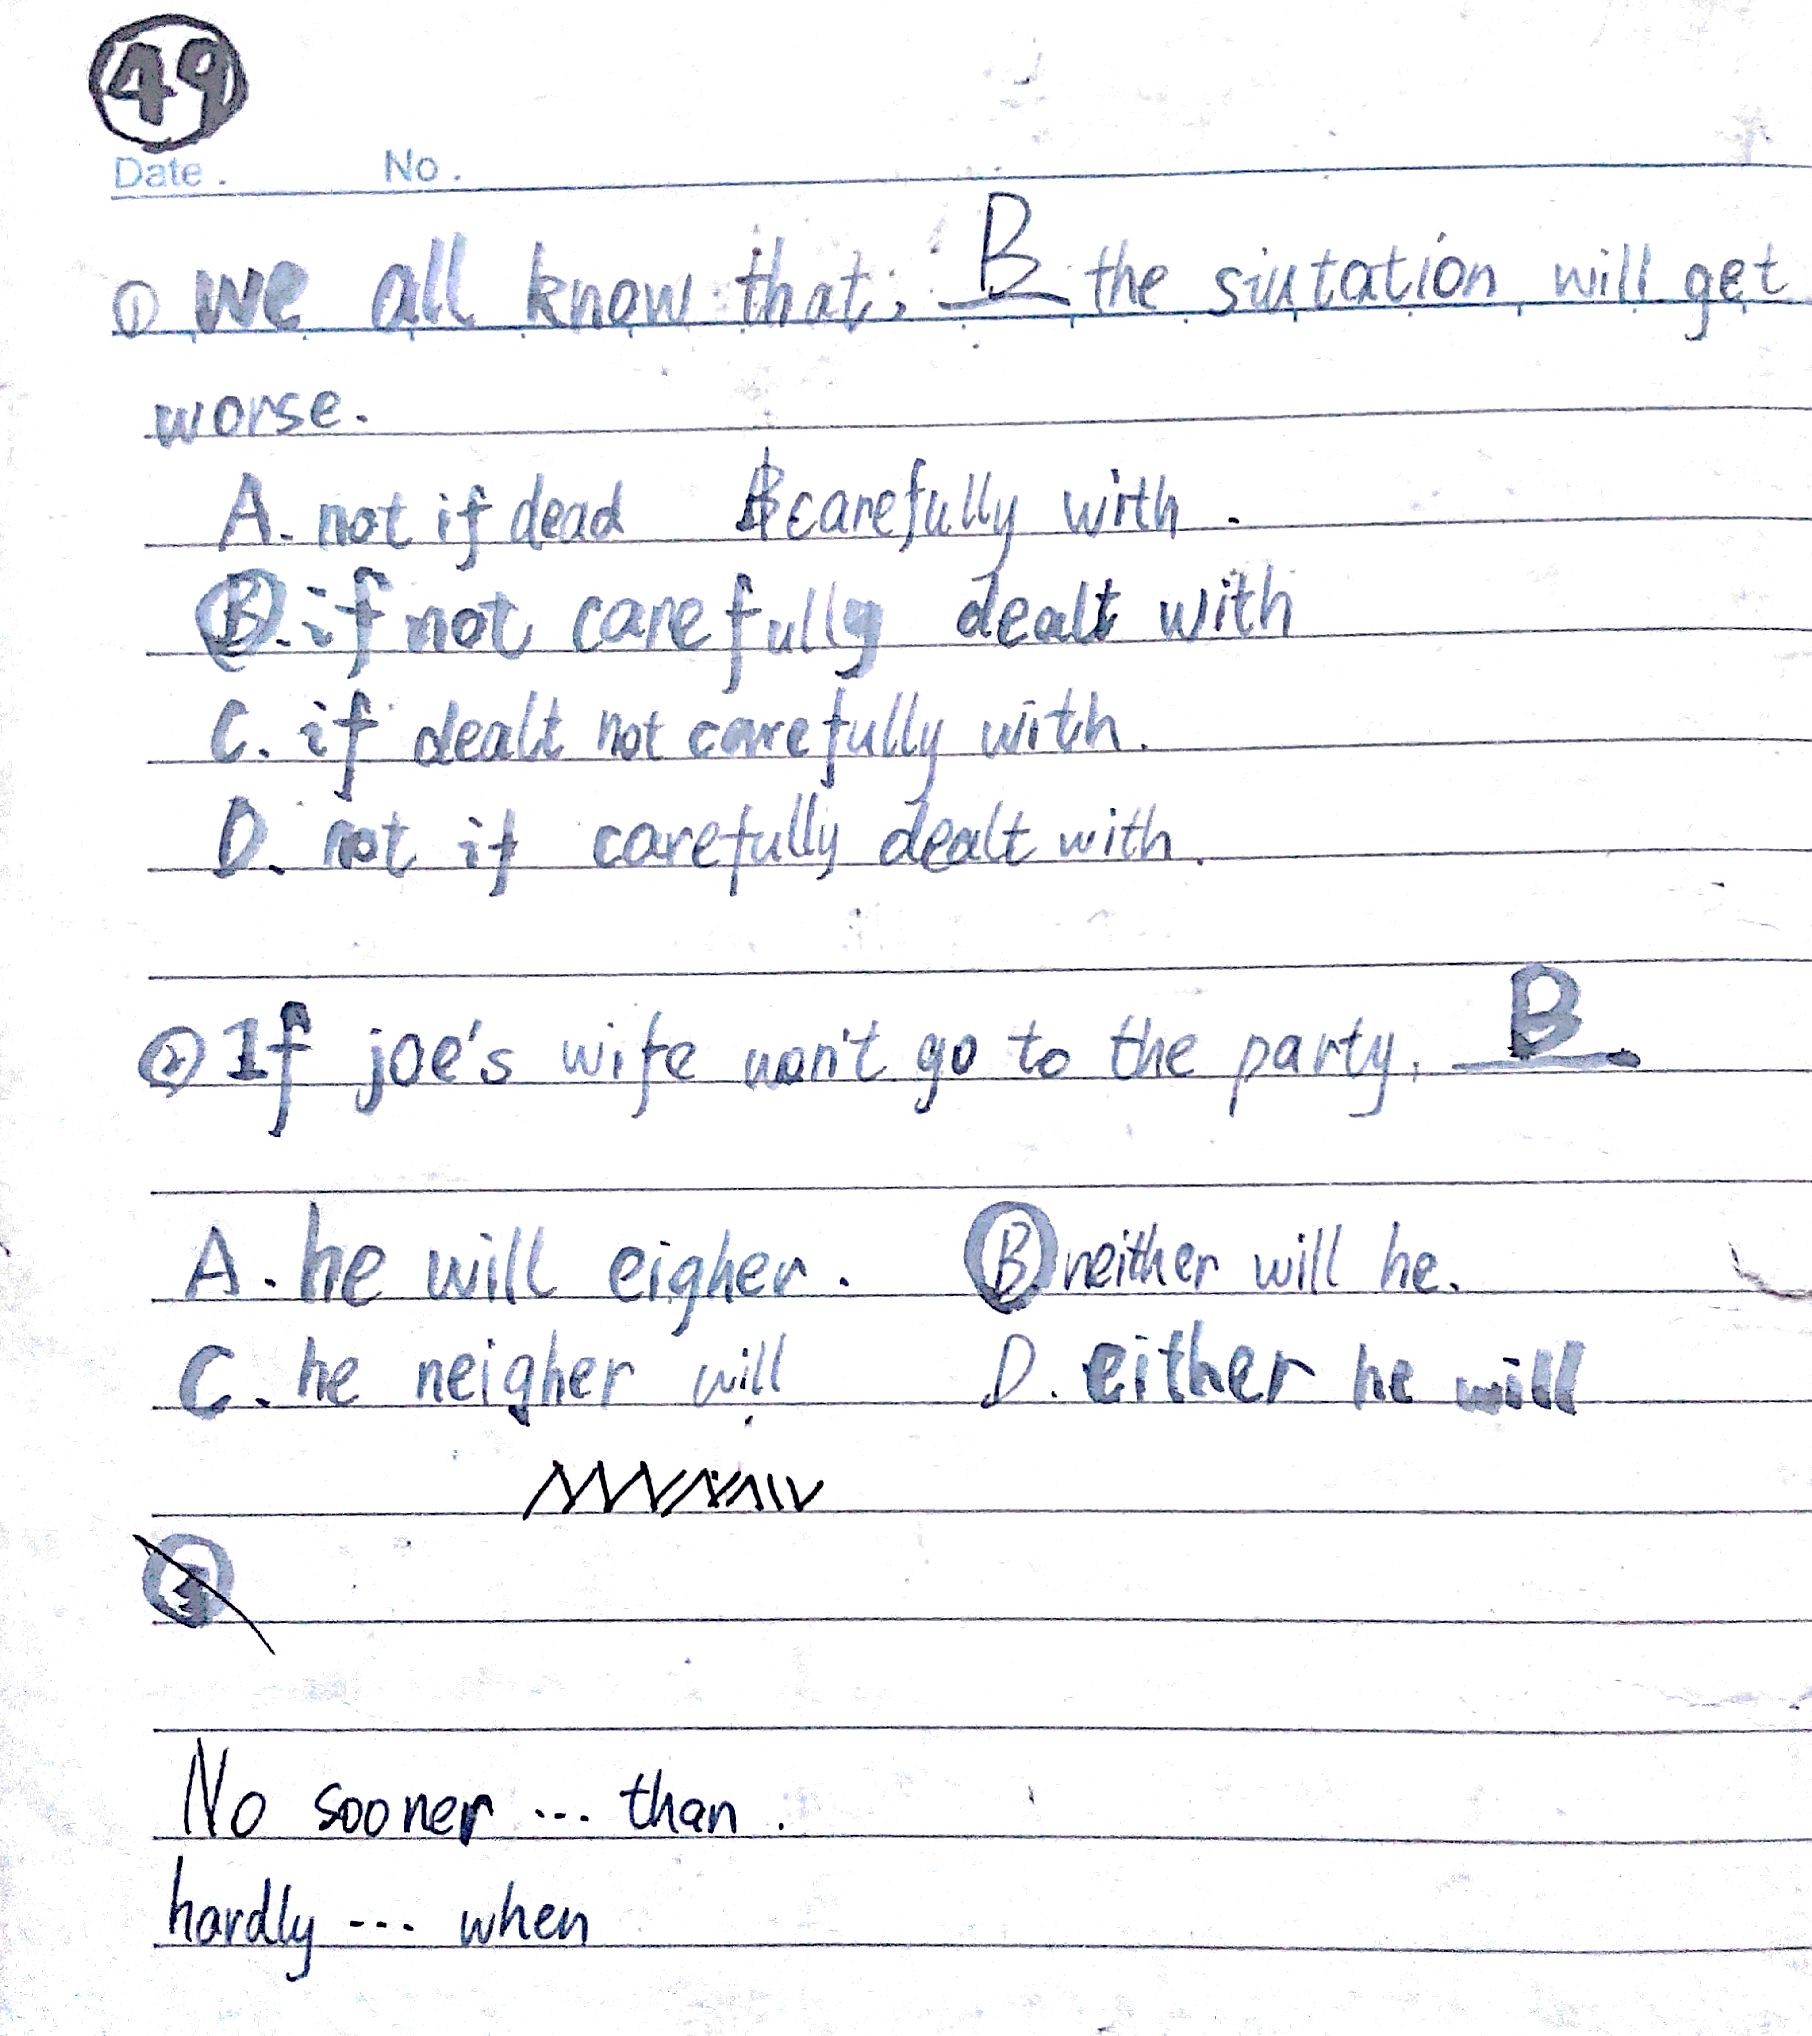 49
Date. No.
① we all know that, B the siutation will get
worse.
A. not if dead carefully with.
B. if not carefully dealt with
C. if dealt not carefully with.
D. not if carefully dealt with.
② If joe's wife won't go to the party, B.
A. he will eigher. B neither will he.
C. he neigher will D. either he will
No sooner ... than.
hardly ... when